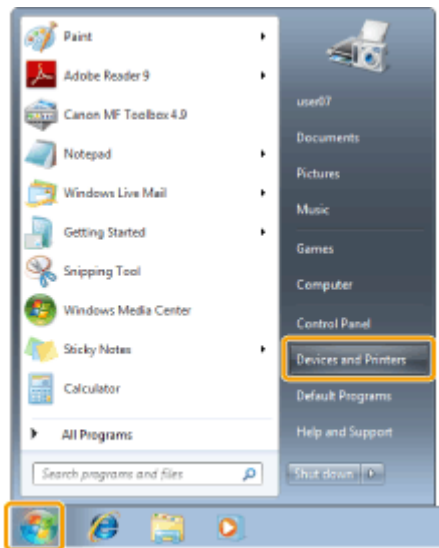 Paint
Adobe Reader 9
Canon MF Toolbox 4.9
Notepad
Windows Live Mail
Getting Started
Snipping Tool
Windows Media Center
Sticky Notes
Calculator
All Programs
Search programs and files
user07
Documents
Pictures
Music
Games
Computer
Control Panel
Devices and Printers
Default Programs
Help and Support
Shut down